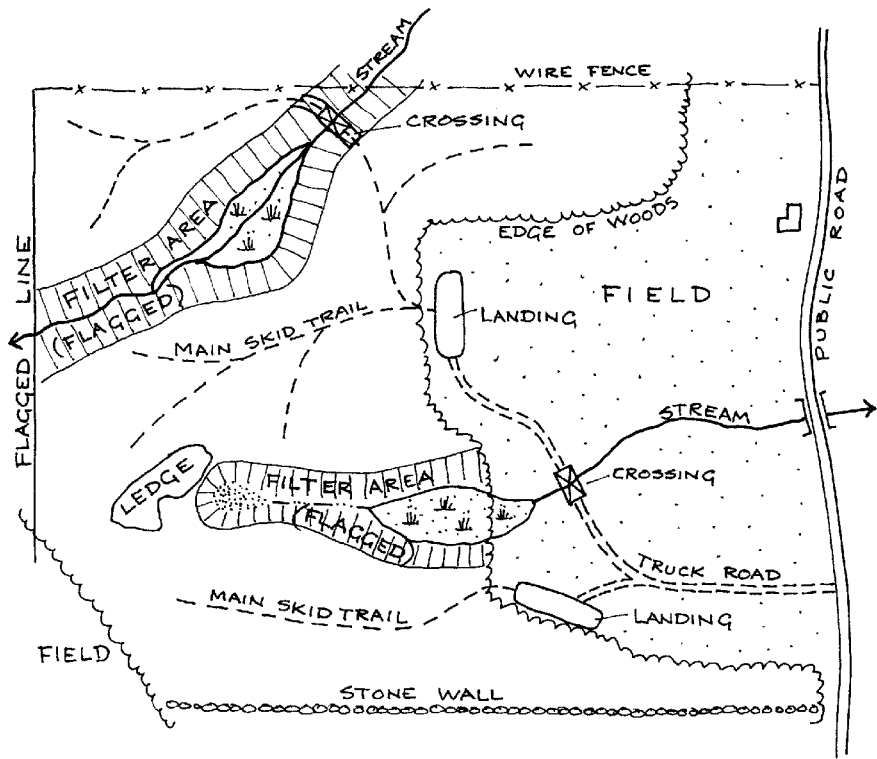 STREAM
WIRE FENCE
CROSSING
FILTER AREA
(FLAGGED)
EDGE OF WOODS
PUBLIC ROAD
FLAGGED LINE
FIELD
LANDING
MAIN SKID TRAIL
STREAM
LEDGE
FILTER AREA
(FLAGGED)
CROSSING
TRUCK ROAD
MAIN SKID TRAIL
LANDING
FIELD
STONE WALL